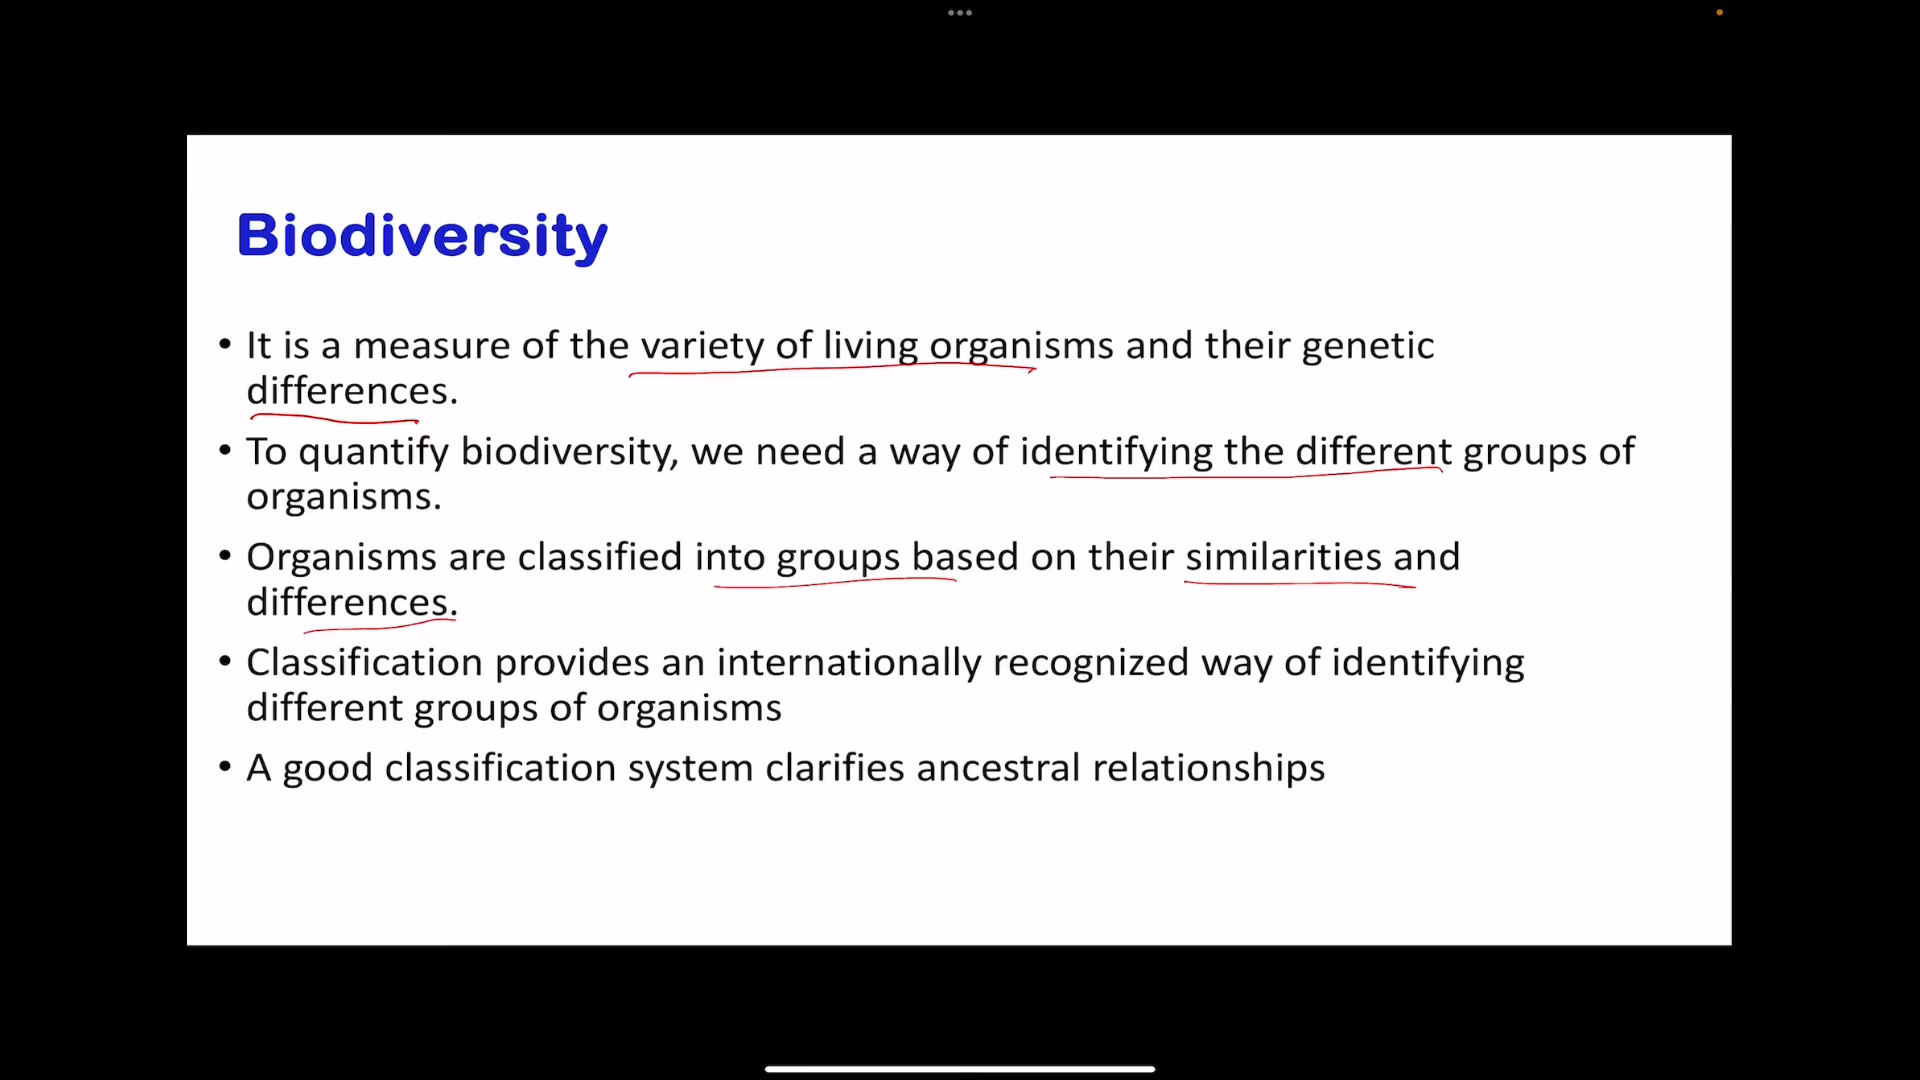 Biodiversity
• It is a measure of the variety of living organisms and their genetic
differences.
• To quantify biodiversity, we need a way of identifying the different groups of
organisms.
• Organisms are classified into groups based on their similarities and
differences.
• Classification provides an internationally recognized way of identifying
different groups of organisms
• A good classification system clarifies ancestral relationships